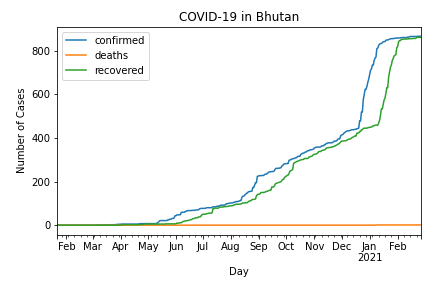 COVID-19 in Bhutan
confirmed
deaths
recovered
Number of Cases
800
600
400
200
0
Feb Mar Apr May Jun Jul Aug Sep Oct Nov Dec Jan Feb
2021
Day